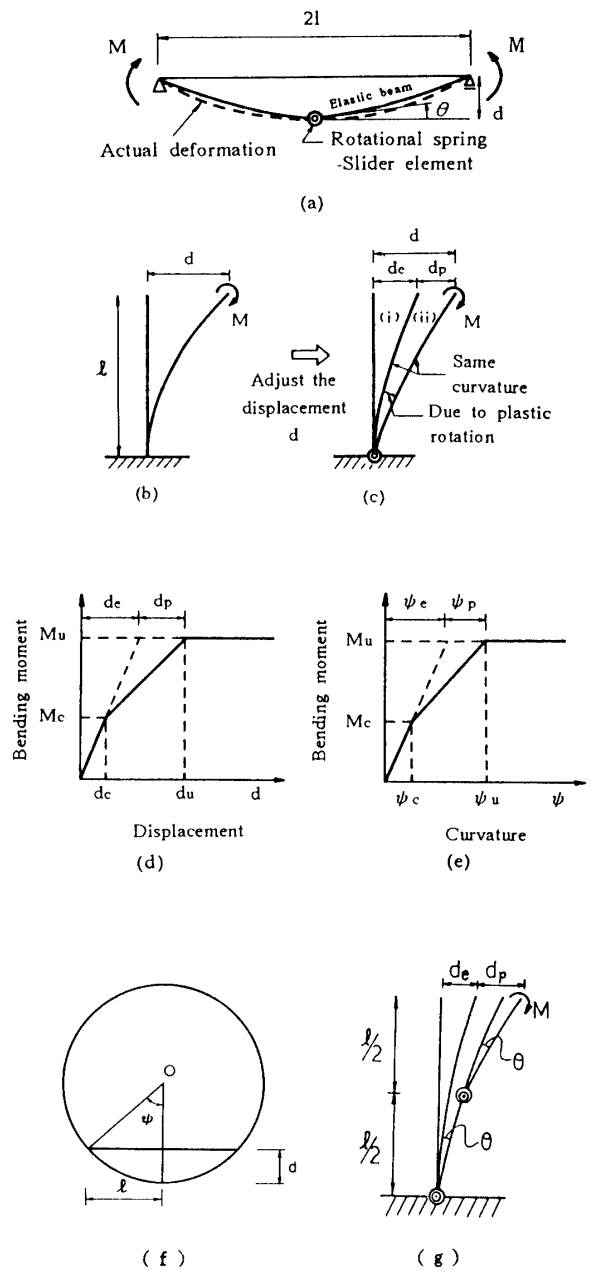 2l
M
M
Elastic beam
θ
d
Actual deformation
Rotational spring
-Slider element
(a)
d
M
ℓ
(b)
Adjust the
displacement
d
d
de
dp
(i)
(ii)
M
Same
curvature
Due to plastic
rotation
(c)
Bending moment
de
dp
Mu
Mc
dc
du
d
Displacement
(d)
Bending moment
ψe
ψp
Mu
Mc
ψc
ψu
ψ
Curvature
(e)
O
ψ
d
ℓ
( f )
de
dp
M
ℓ/2
θ
ℓ/2
θ
( g )